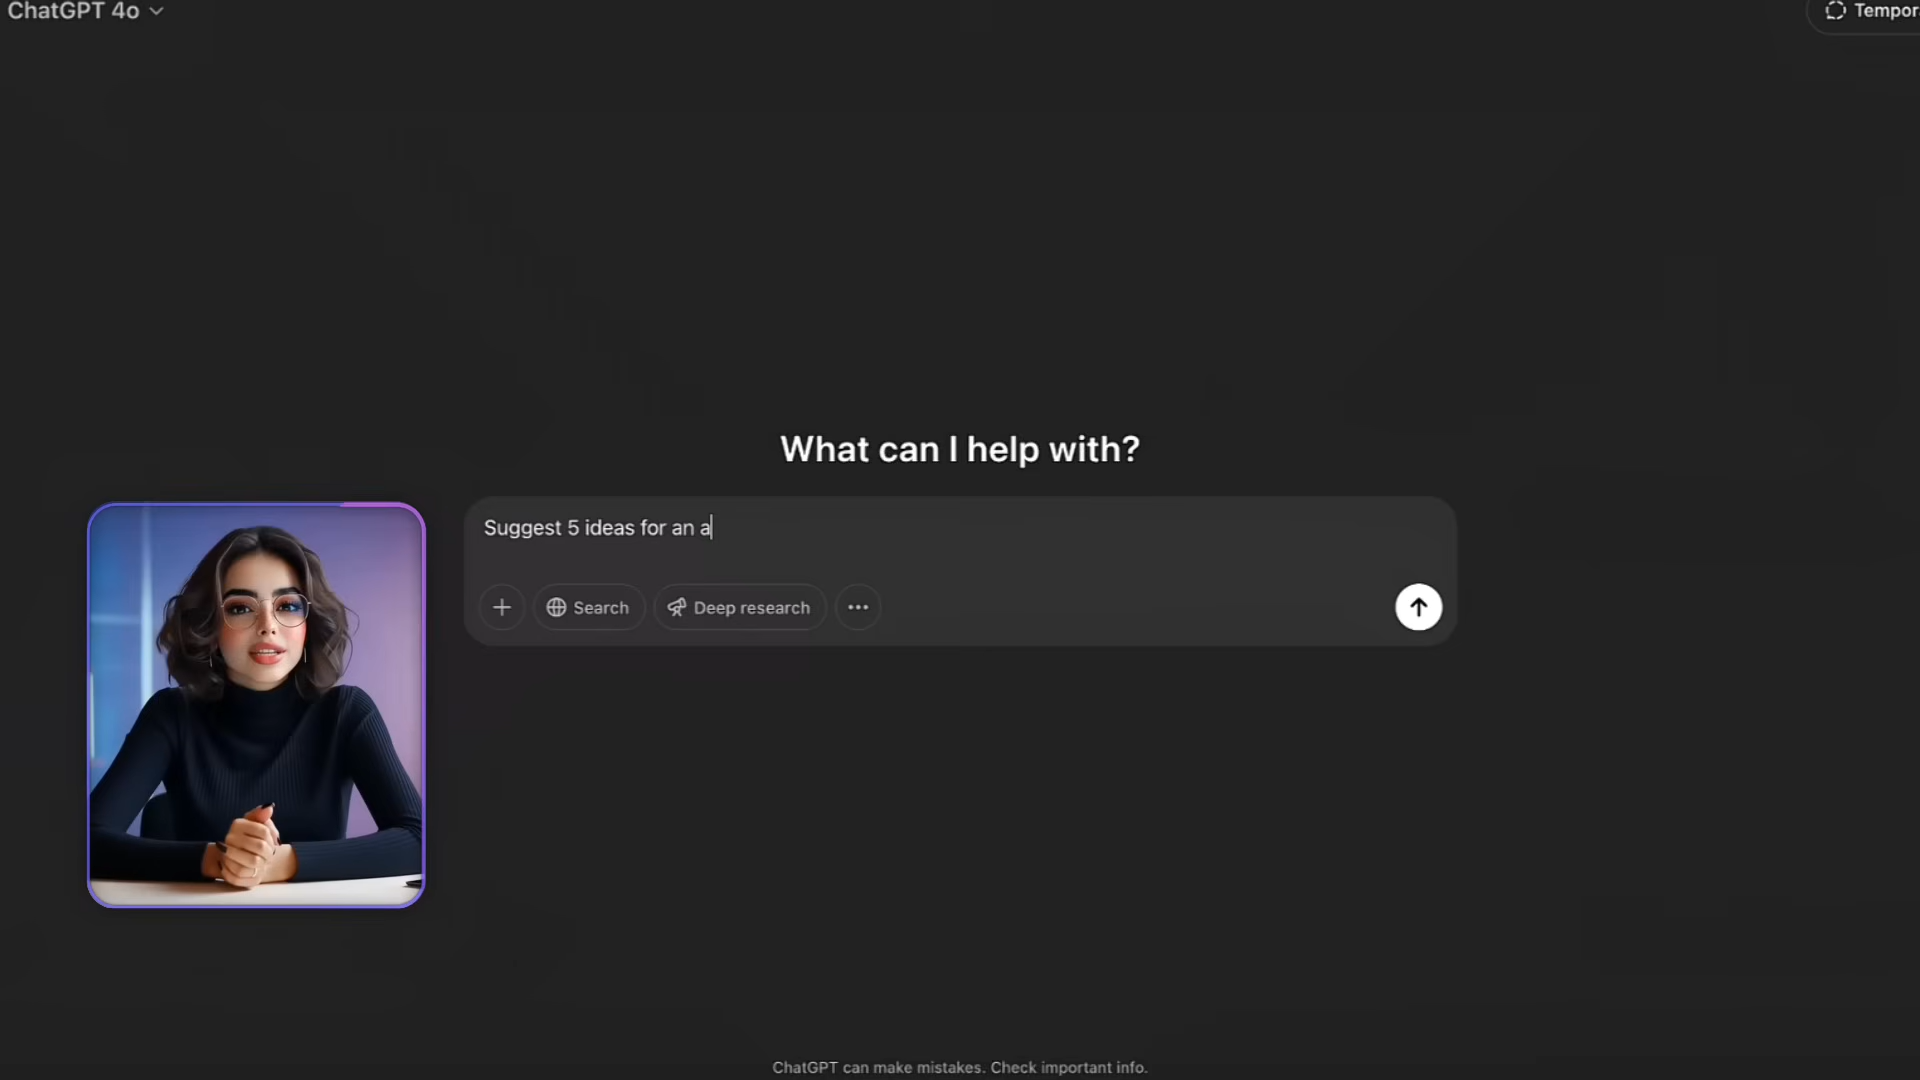 ChatGPT 4o
Tempor
What can I help with?
Suggest 5 ideas for an a
Search
Deep research
ChatGPT can make mistakes. Check important info.